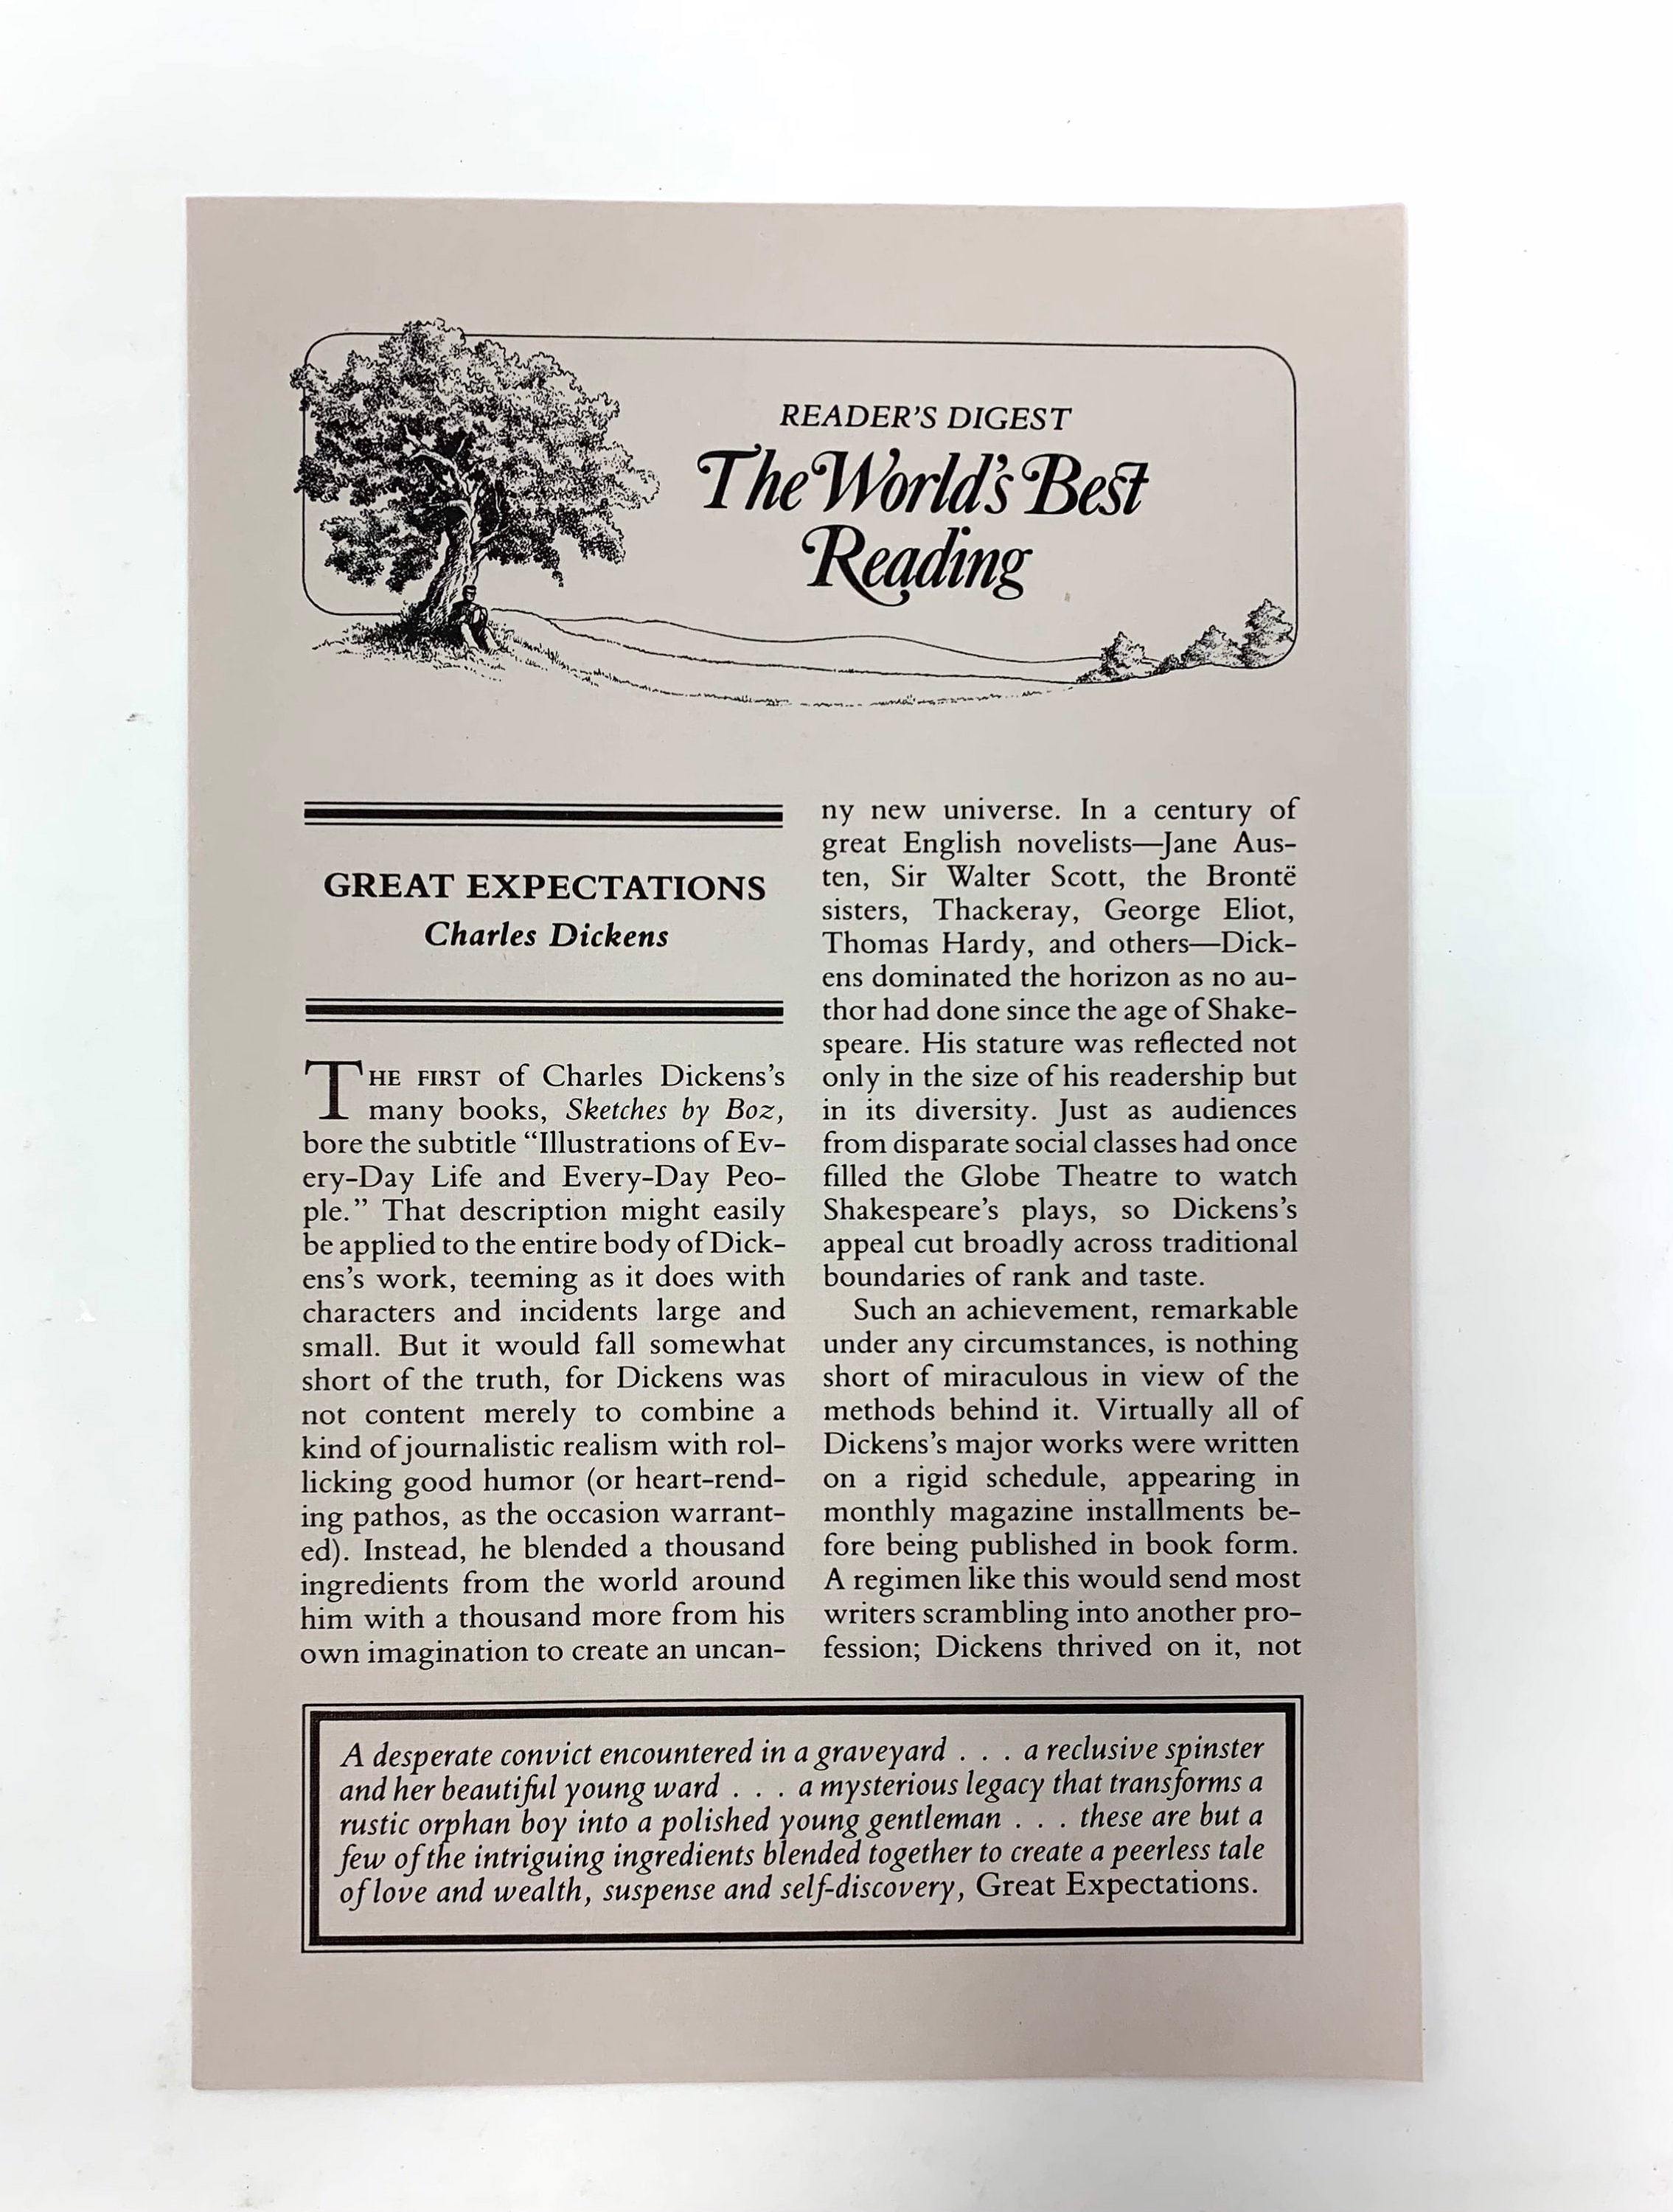 READER'S DIGEST
The World's Best
Reading
GREAT EXPECTATIONS
Charles Dickens
THE FIRST of Charles Dickens's
many books, Sketches by Boz,
bore the subtitle “Illustrations of Ev-
ery-Day Life and Every-Day Peo-
ple.” That description might easily
be applied to the entire body of Dick-
ens's work, teeming as it does with
characters and incidents large and
small. But it would fall somewhat
short of the truth, for Dickens was
not content merely to combine a
kind of journalistic realism with rol-
licking good humor (or heart-rend-
ing pathos, as the occasion warrant-
ed). Instead, he blended a thousand
ingredients from the world around
him with a thousand more from his
own imagination to create an uncan-
ny new universe. In a century of
great English novelists—Jane Aus-
ten, Sir Walter Scott, the Brontë
sisters, Thackeray, George Eliot,
Thomas Hardy, and others—Dick-
ens dominated the horizon as no au-
thor had done since the age of Shake-
speare. His stature was reflected not
only in the size of his readership but
in its diversity. Just as audiences
from disparate social classes had once
filled the Globe Theatre to watch
Shakespeare's plays, so Dickens's
appeal cut broadly across traditional
boundaries of rank and taste.
Such an achievement, remarkable
under any circumstances, is nothing
short of miraculous in view of the
methods behind it. Virtually all of
Dickens's major works were written
on a rigid schedule, appearing in
monthly magazine installments be-
fore being published in book form.
A regimen like this would send most
writers scrambling into another pro-
fession; Dickens thrived on it, not
A desperate convict encountered in a graveyard . . . a reclusive spinster
and her beautiful young ward . . . a mysterious legacy that transforms a
rustic orphan boy into a polished young gentleman . . . these are but a
few of the intriguing ingredients blended together to create a peerless tale
of love and wealth, suspense and self-discovery, Great Expectations.